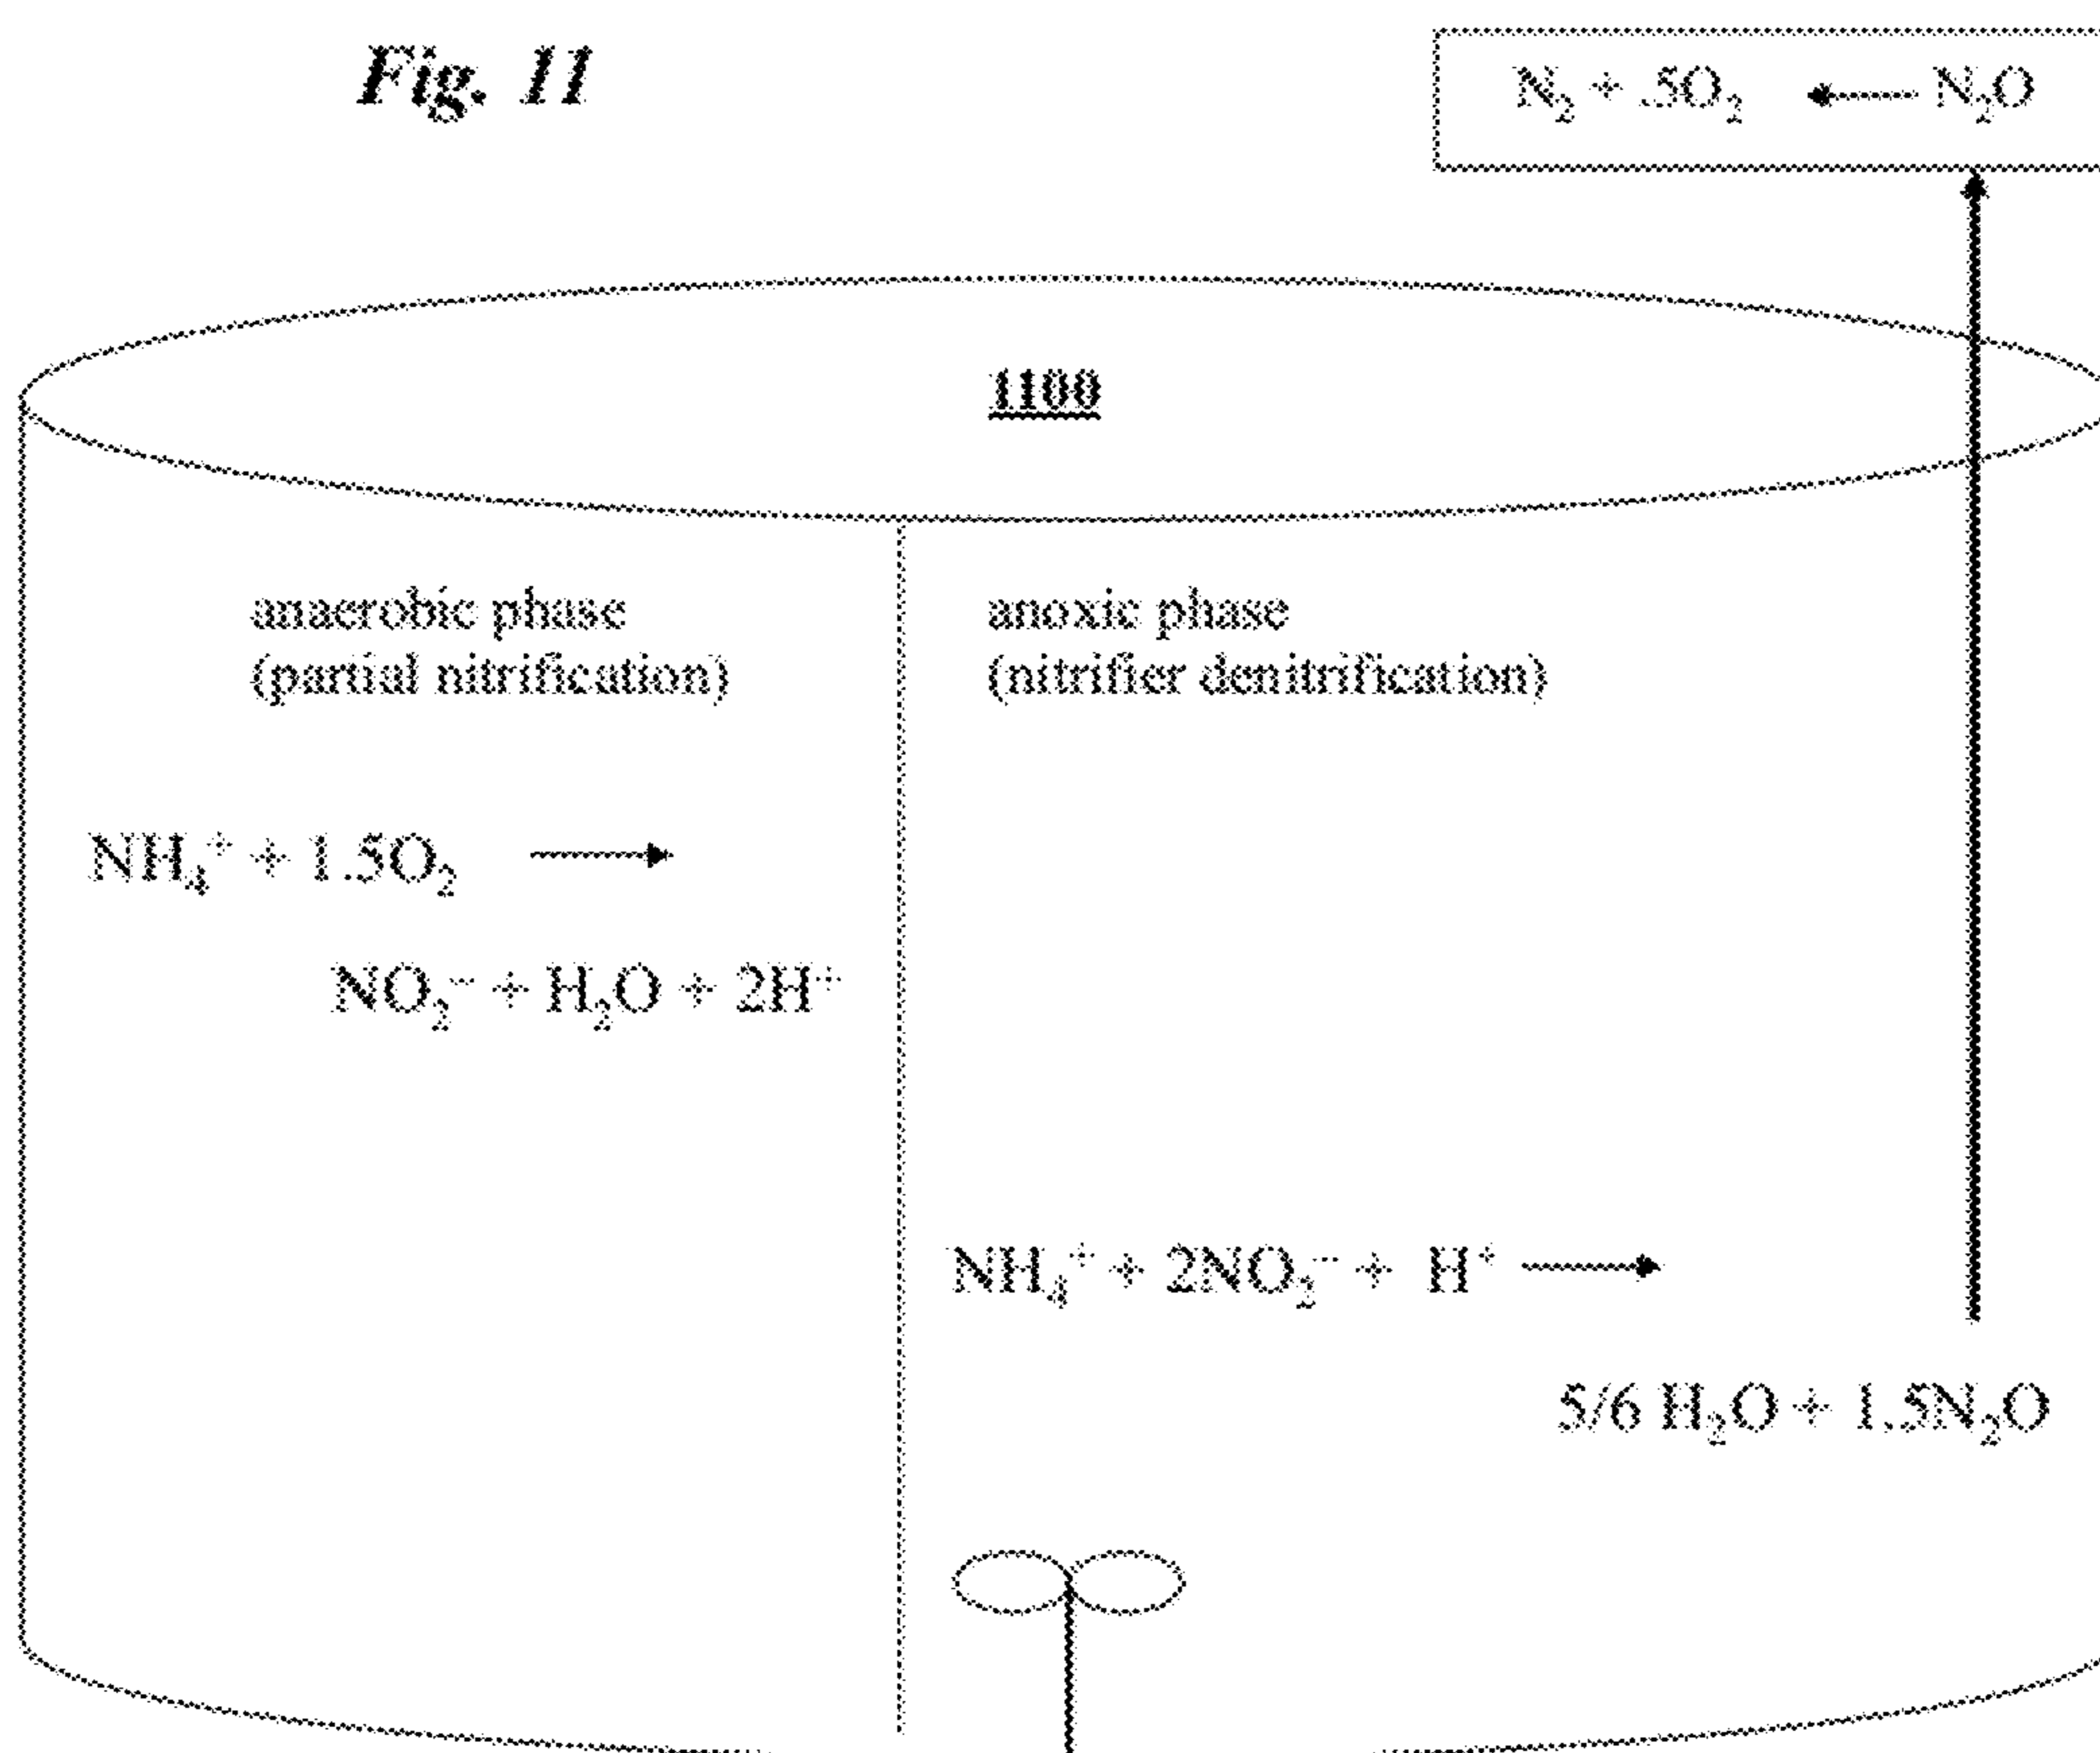 Fig. 11
N₂ + .5O₂ ← N₂O
1100
anaerobic phase
(partial nitrification)
anoxic phase
(nitrifier denitrification)
NH₄⁺ + 1.5O₂ →
NO₂⁻ + H₂O + 2H⁺
NH₄⁺ + 2NO₂⁻ + H⁺ →
5/6 H₂O + 1.5N₂O